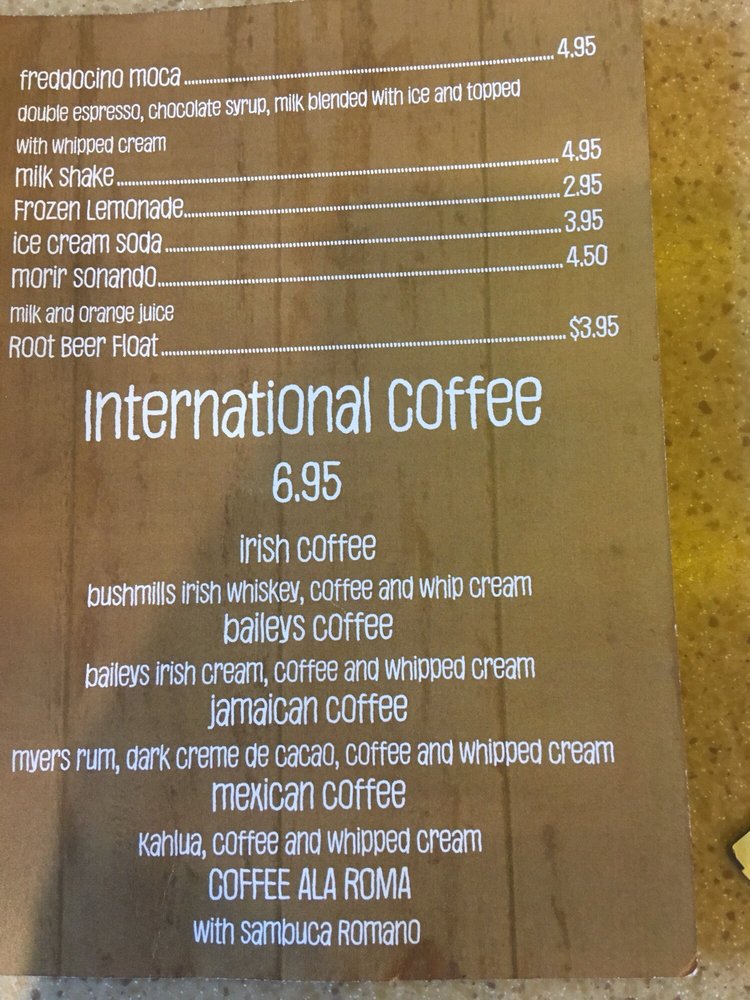 freddocino moca 4.95
double espresso, chocolate syrup, milk blended with ice and topped
with whipped cream
milk shake 4.95
Frozen Lemonade 2.95
ice cream soda 3.95
morir sonando 4.50
milk and orange juice
Root Beer Float $3.95
International Coffee
6.95
irish coffee
bushmills irish whiskey, coffee and whip cream
baileys coffee
baileys irish cream, coffee and whipped cream
jamaican coffee
myers rum, dark creme de cacao, coffee and whipped cream
mexican coffee
Kahlua, coffee and whipped cream
COFFEE ALA ROMA
with Sambuca Romano